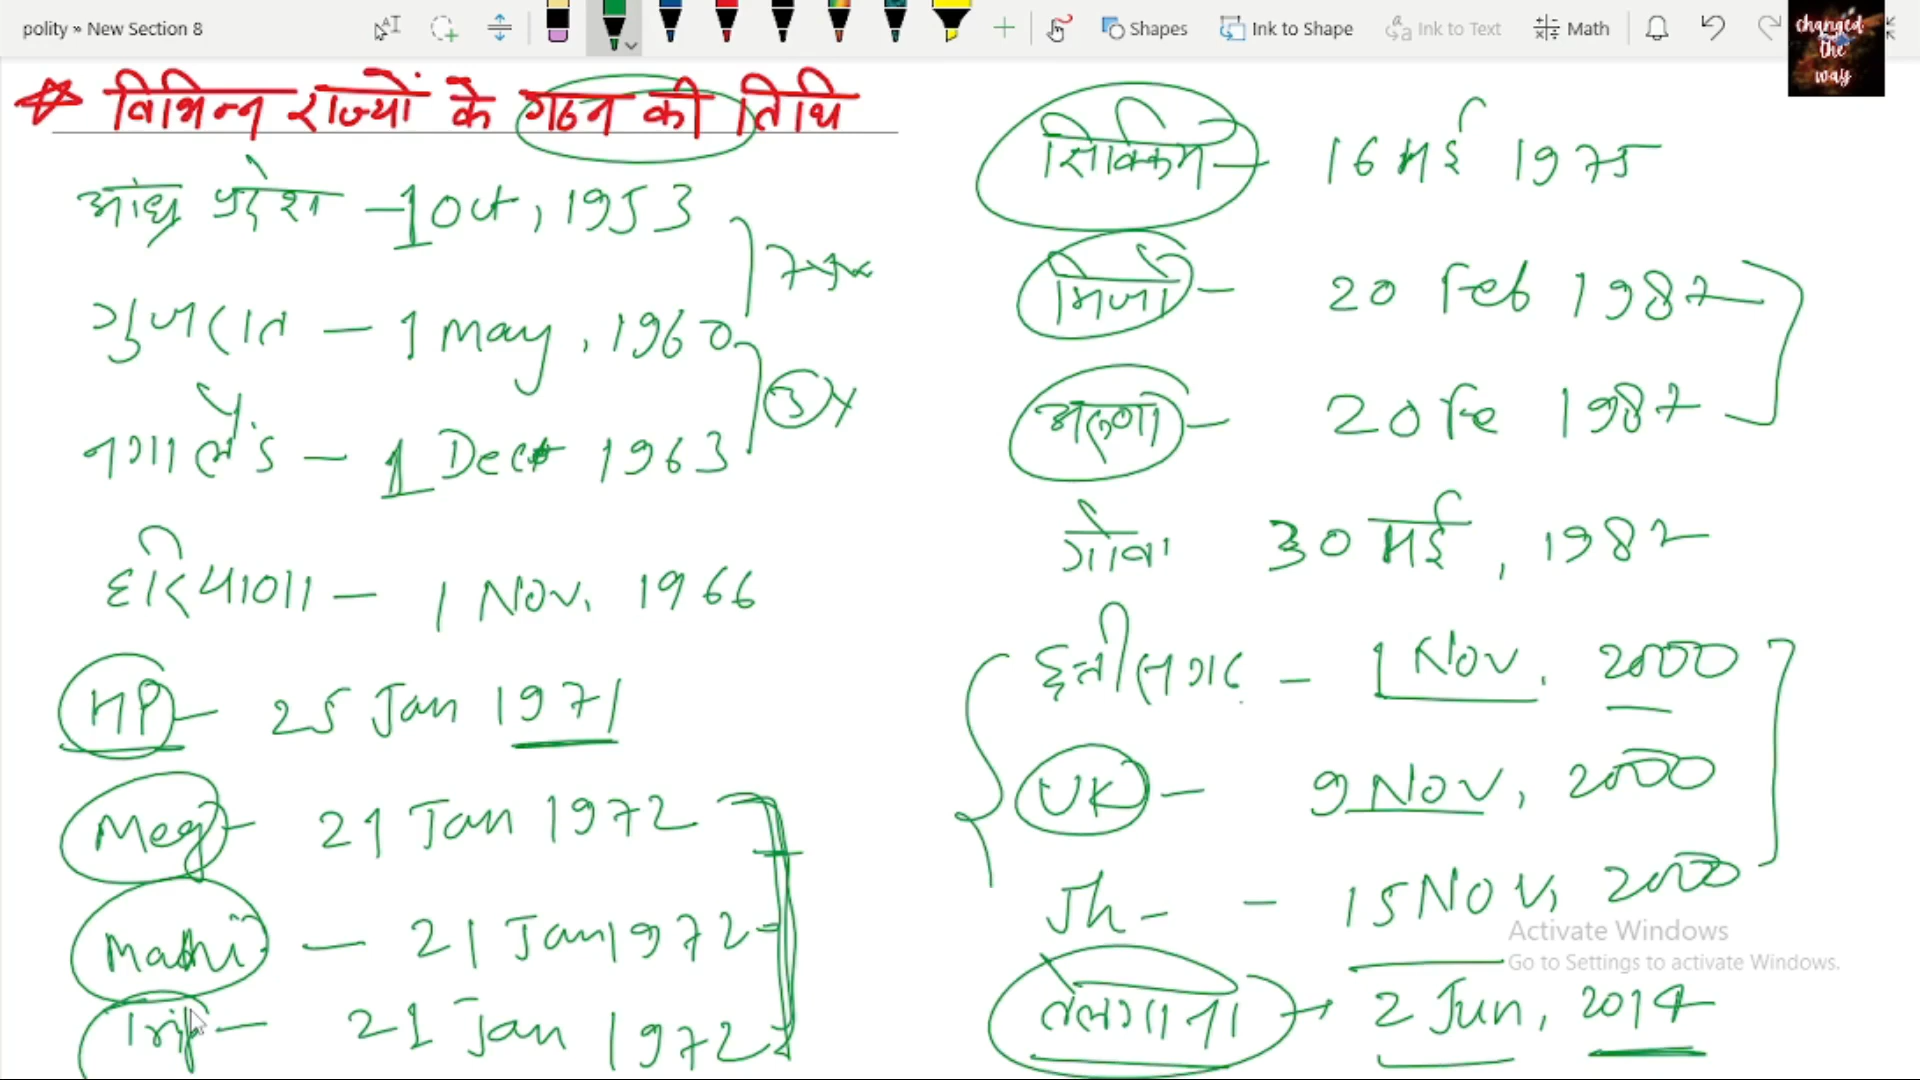 polity » New Section 8
Shapes
Ink to Shape
Ink to Text
Math
changed
the
way
विभिन्न राज्यों के गठन की तिथि
आंध्र प्रदेश - 1 Oct, 1953
गुजरात - 1 May, 1960
नागालैंड - 1 Dec 1963
3
हरियाणा - 1 Nov. 1966
HP - 25 Jan 1971
Meg - 21 Jan 1972
- 21 Jan 1972
Trip - 21 Jan 1972
सिक्किम - 16 मई 1975
मिजो - 20 Feb 1987
अरुणा - 20 Fe 1987
गोवा 30 मई, 1987
छत्तीसगढ - 1 Nov. 2000
UK - 9 Nov, 2000
Jh - - 15 Nov, 2000
तेलंगाना → 2 Jun, 2014
Activate Windows
Go to Settings to activate Windows.